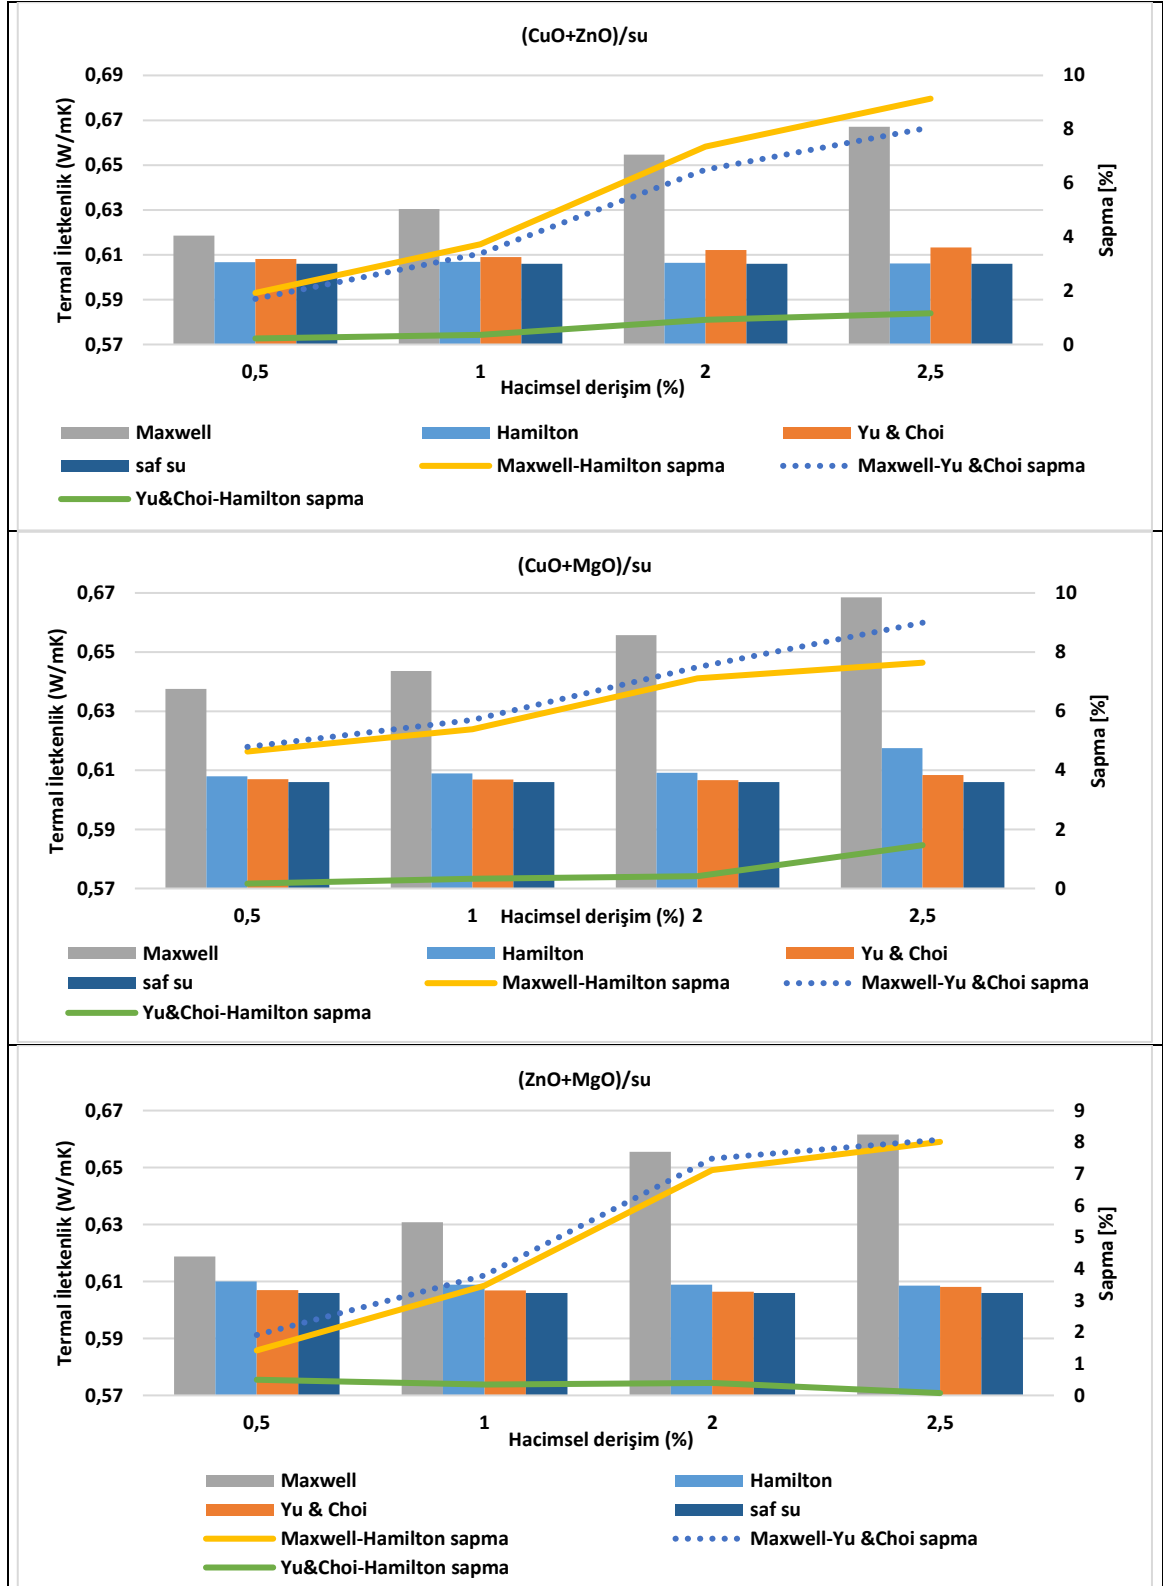 (CuO+ZnO)/su
Termal İletkenlik (W/mK)
0,69
0,67
0,65
0,63
0,61
0,59
0,57
10
8
6
4
2
0
Sapma [%]
0,5 1 2 2,5
Hacimsel derişim (%)
Maxwell Hamilton Yu & Choi
saf su Maxwell-Hamilton sapma Maxwell-Yu &Choi sapma
Yu&Choi-Hamilton sapma
(CuO+MgO)/su
Termal İletkenlik (W/mK)
0,67
0,65
0,63
0,61
0,59
0,57
10
8
6
4
2
0
Sapma [%]
0,5 1 Hacimsel derişim (%) 2 2,5
Maxwell Hamilton Yu & Choi
saf su Maxwell-Hamilton sapma Maxwell-Yu &Choi sapma
Yu&Choi-Hamilton sapma
(ZnO+MgO)/su
Termal İletkenlik (W/mK)
0,67
0,65
0,63
0,61
0,59
0,57
9
8
7
6
5
4
3
2
1
0
Sapma [%]
0,5 1 2 2,5
Hacimsel derişim (%)
Maxwell Hamilton
Yu & Choi saf su
Maxwell-Hamilton sapma Maxwell-Yu &Choi sapma
Yu&Choi-Hamilton sapma